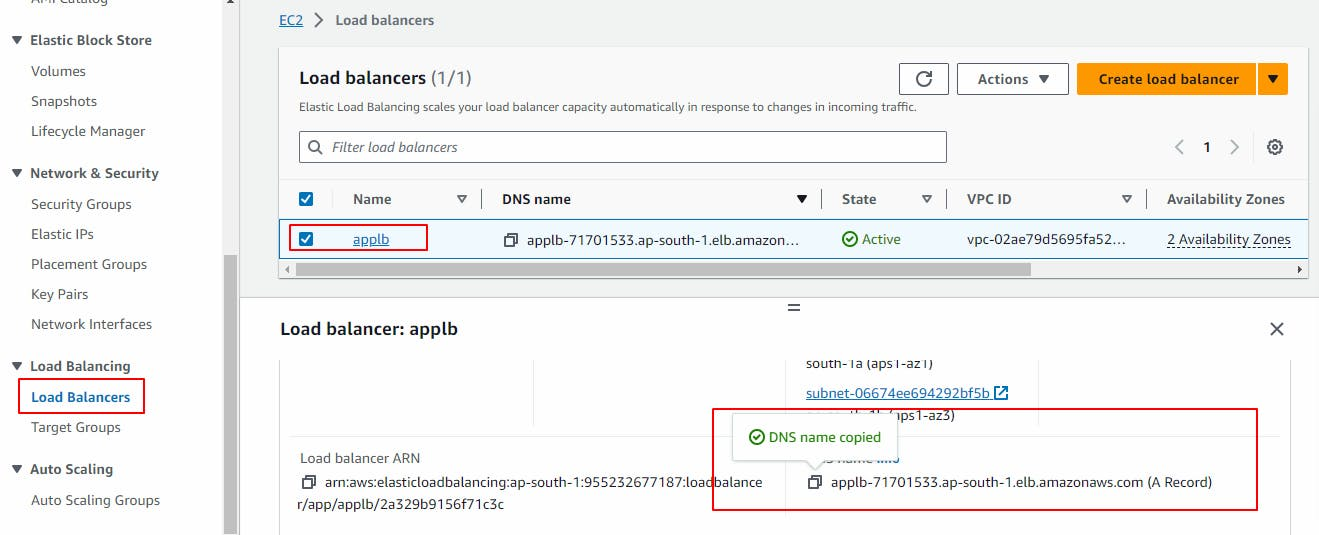 AMI Catalog
Elastic Block Store
Volumes
Snapshots
Lifecycle Manager
Network & Security
Security Groups
Elastic IPs
Placement Groups
Key Pairs
Network Interfaces
Load Balancing
Load Balancers
Target Groups
Auto Scaling
Auto Scaling Groups
EC2 Load balancers
Load balancers (1/1)
Actions
Create load balancer
Elastic Load Balancing scales your load balancer capacity automatically in response to changes in incoming traffic.
Filter load balancers
1
Name DNS name State VPC ID Availability Zones
applb applb-71701533.ap-south-1.elb.amazon... Active vpc-02ae79d5695fa52... 2 Availability Zones
Load balancer: applb
south-1a (aps1-az1)
subnet-06674ee694292bf5b
(aps1-az3)
DNS name copied
Load balancer ARN
arn:aws:elasticloadbalancing:ap-south-1:955232677187:loadbalance
r/app/applb/2a329b9156f71c3c
applb-71701533.ap-south-1.elb.amazonaws.com (A Record)